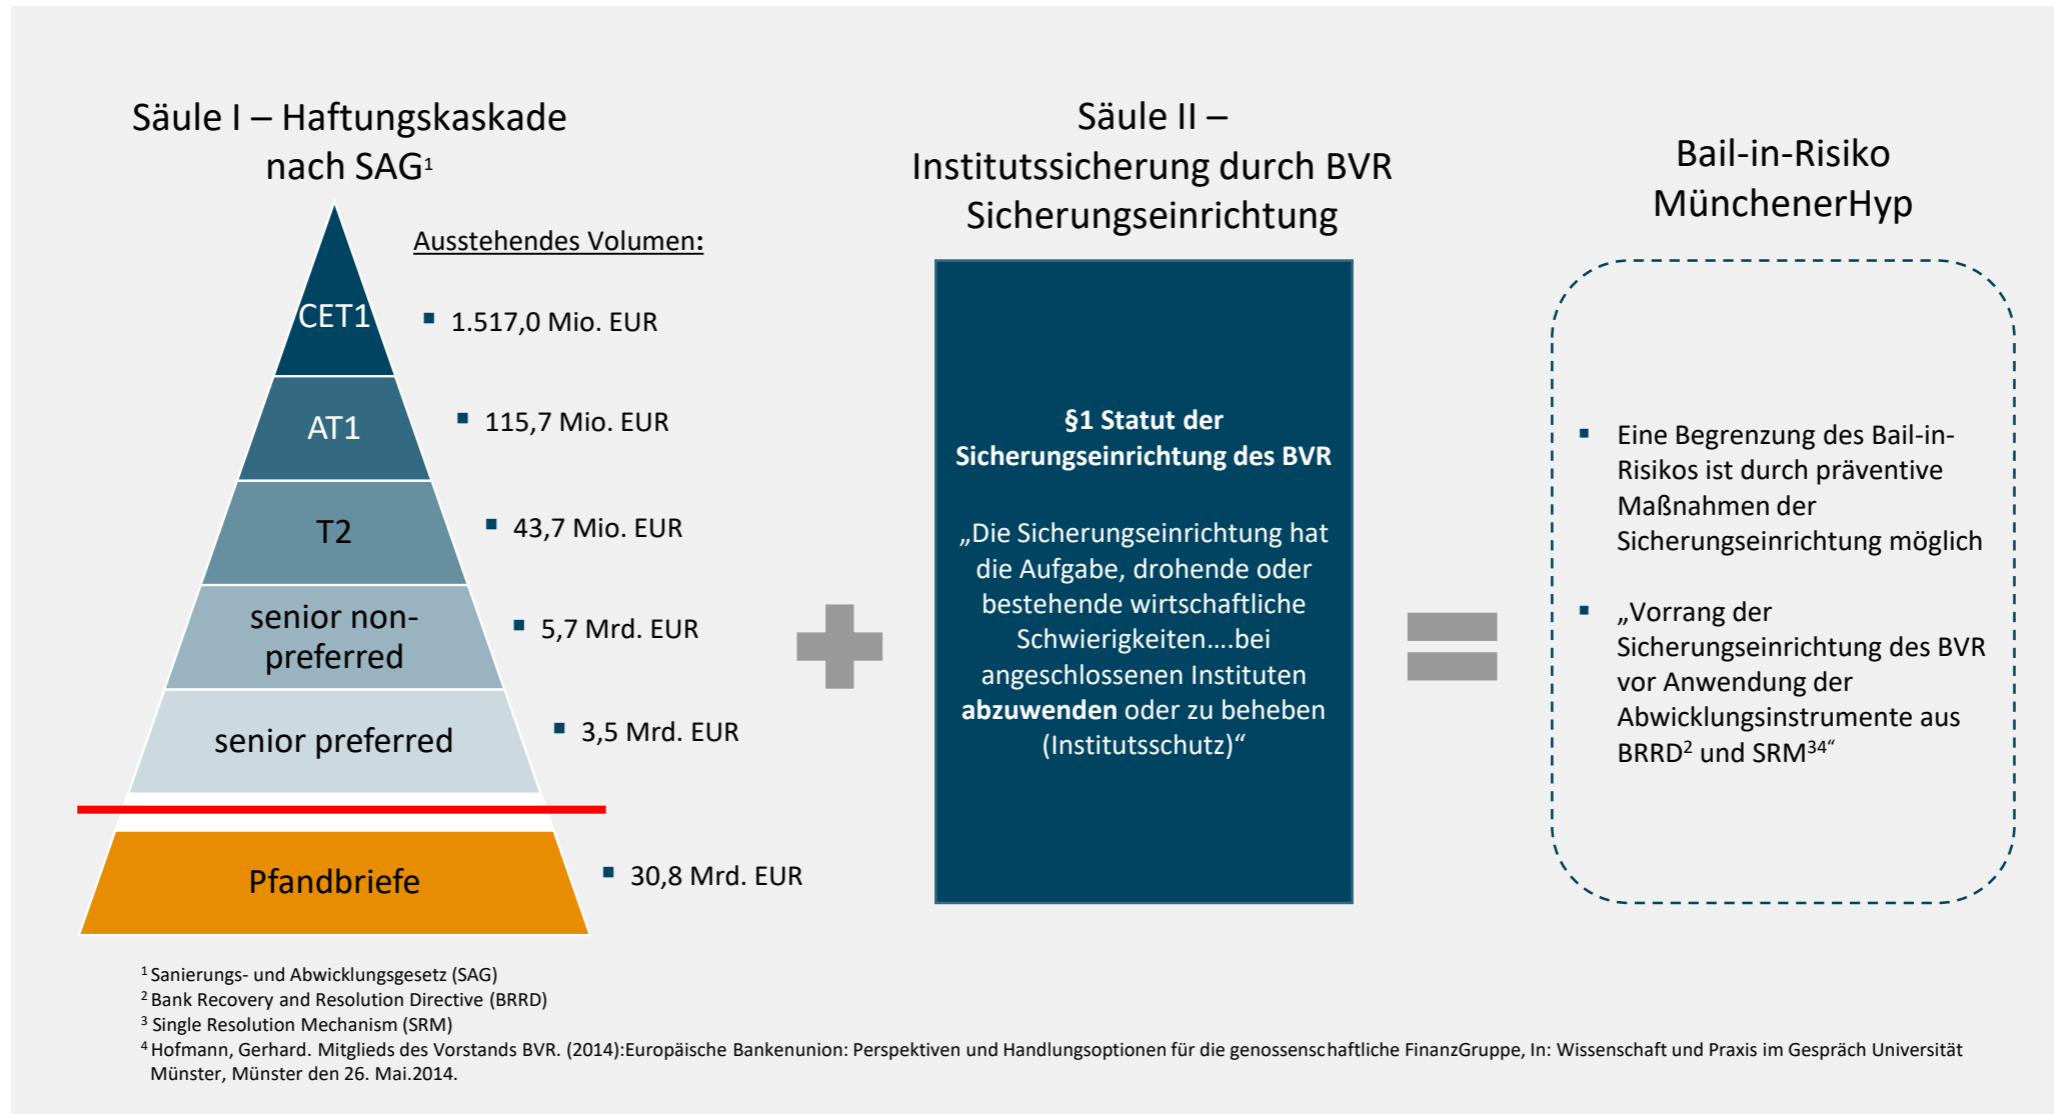 Säule I – Haftungskaskade
nach SAG¹
Ausstehendes Volumen:
CET1
▪ 1.517,0 Mio. EUR
AT1
▪ 115,7 Mio. EUR
T2
▪ 43,7 Mio. EUR
senior non-
preferred
▪ 5,7 Mrd. EUR
senior preferred
▪ 3,5 Mrd. EUR
Pfandbriefe
▪ 30,8 Mrd. EUR
Säule II –
Institutssicherung durch BVR
Sicherungseinrichtung
§1 Statut der
Sicherungseinrichtung des BVR
„Die Sicherungseinrichtung hat
die Aufgabe, drohende oder
bestehende wirtschaftliche
Schwierigkeiten….bei
angeschlossenen Instituten
abzuwenden oder zu beheben
(Institutsschutz)“
Bail-in-Risiko
MünchenerHyp
▪ Eine Begrenzung des Bail-in-
Risikos ist durch präventive
Maßnahmen der
Sicherungseinrichtung möglich
▪ „Vorrang der
Sicherungseinrichtung des BVR
vor Anwendung der
Abwicklungsinstrumente aus
BRRD² und SRM³⁴“
¹ Sanierungs- und Abwicklungsgesetz (SAG)
² Bank Recovery and Resolution Directive (BRRD)
³ Single Resolution Mechanism (SRM)
⁴ Hofmann, Gerhard. Mitglieds des Vorstands BVR. (2014):Europäische Bankenunion: Perspektiven und Handlungsoptionen für die genossenschaftliche FinanzGruppe, In: Wissenschaft und Praxis im Gespräch Universität
Münster, Münster den 26. Mai.2014.